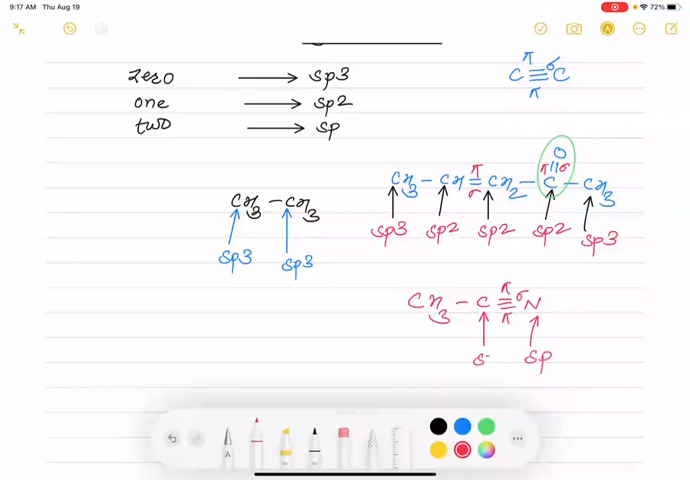 9:17 AM Thu Aug 19
72%
zero → sp3
one → sp2
two → sp
π
C ≡ C σ
π
O
π || σ
CH3 – CH = CH2 – C – CH3
π
σ
sp3 sp2 sp2 sp2 sp3
CH3 – CH3
sp3 sp3
π
CH3 – C ≡ N σ
π
s sp
A